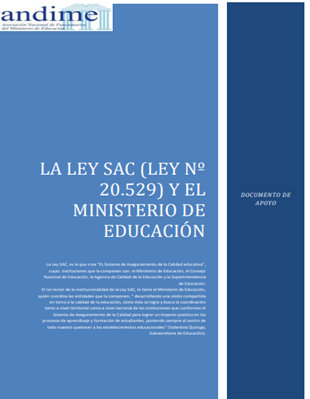 andime
Asociación Nacional de Funcionarios
del Ministerio de Educación
LA LEY SAC (LEY Nº
20.529) Y EL
MINISTERIO DE
EDUCACIÓN
DOCUMENTO DE
APOYO
La Ley SAC, es la que crea "El Sistema de Aseguramiento de la Calidad educativa",
cuyas instituciones que la componen son: el Ministerio de Educación, el Consejo
Nacional de Educación, la Agencia de Calidad de la Educación y la Superintendencia
de Educación.
El rol rector de la institucionalidad de la Ley SAC, lo tiene el Ministerio de Educación,
quién coordina las entidades que la componen, " desarrollando una visión compartida
en torno a la calidad de la educación, cómo ésta se logra y busca la coordinación
tanto a nivel territorial como a nivel nacional de las instituciones que conforman el
Sistema de Aseguramiento de la Calidad para lograr un impacto positivo en los
procesos de aprendizaje y formación de estudiantes, poniendo siempre al centro de
todo nuestro quehacer a los establecimientos educacionales" (Valentina Quiroga,
Subsecretaria de Educación).